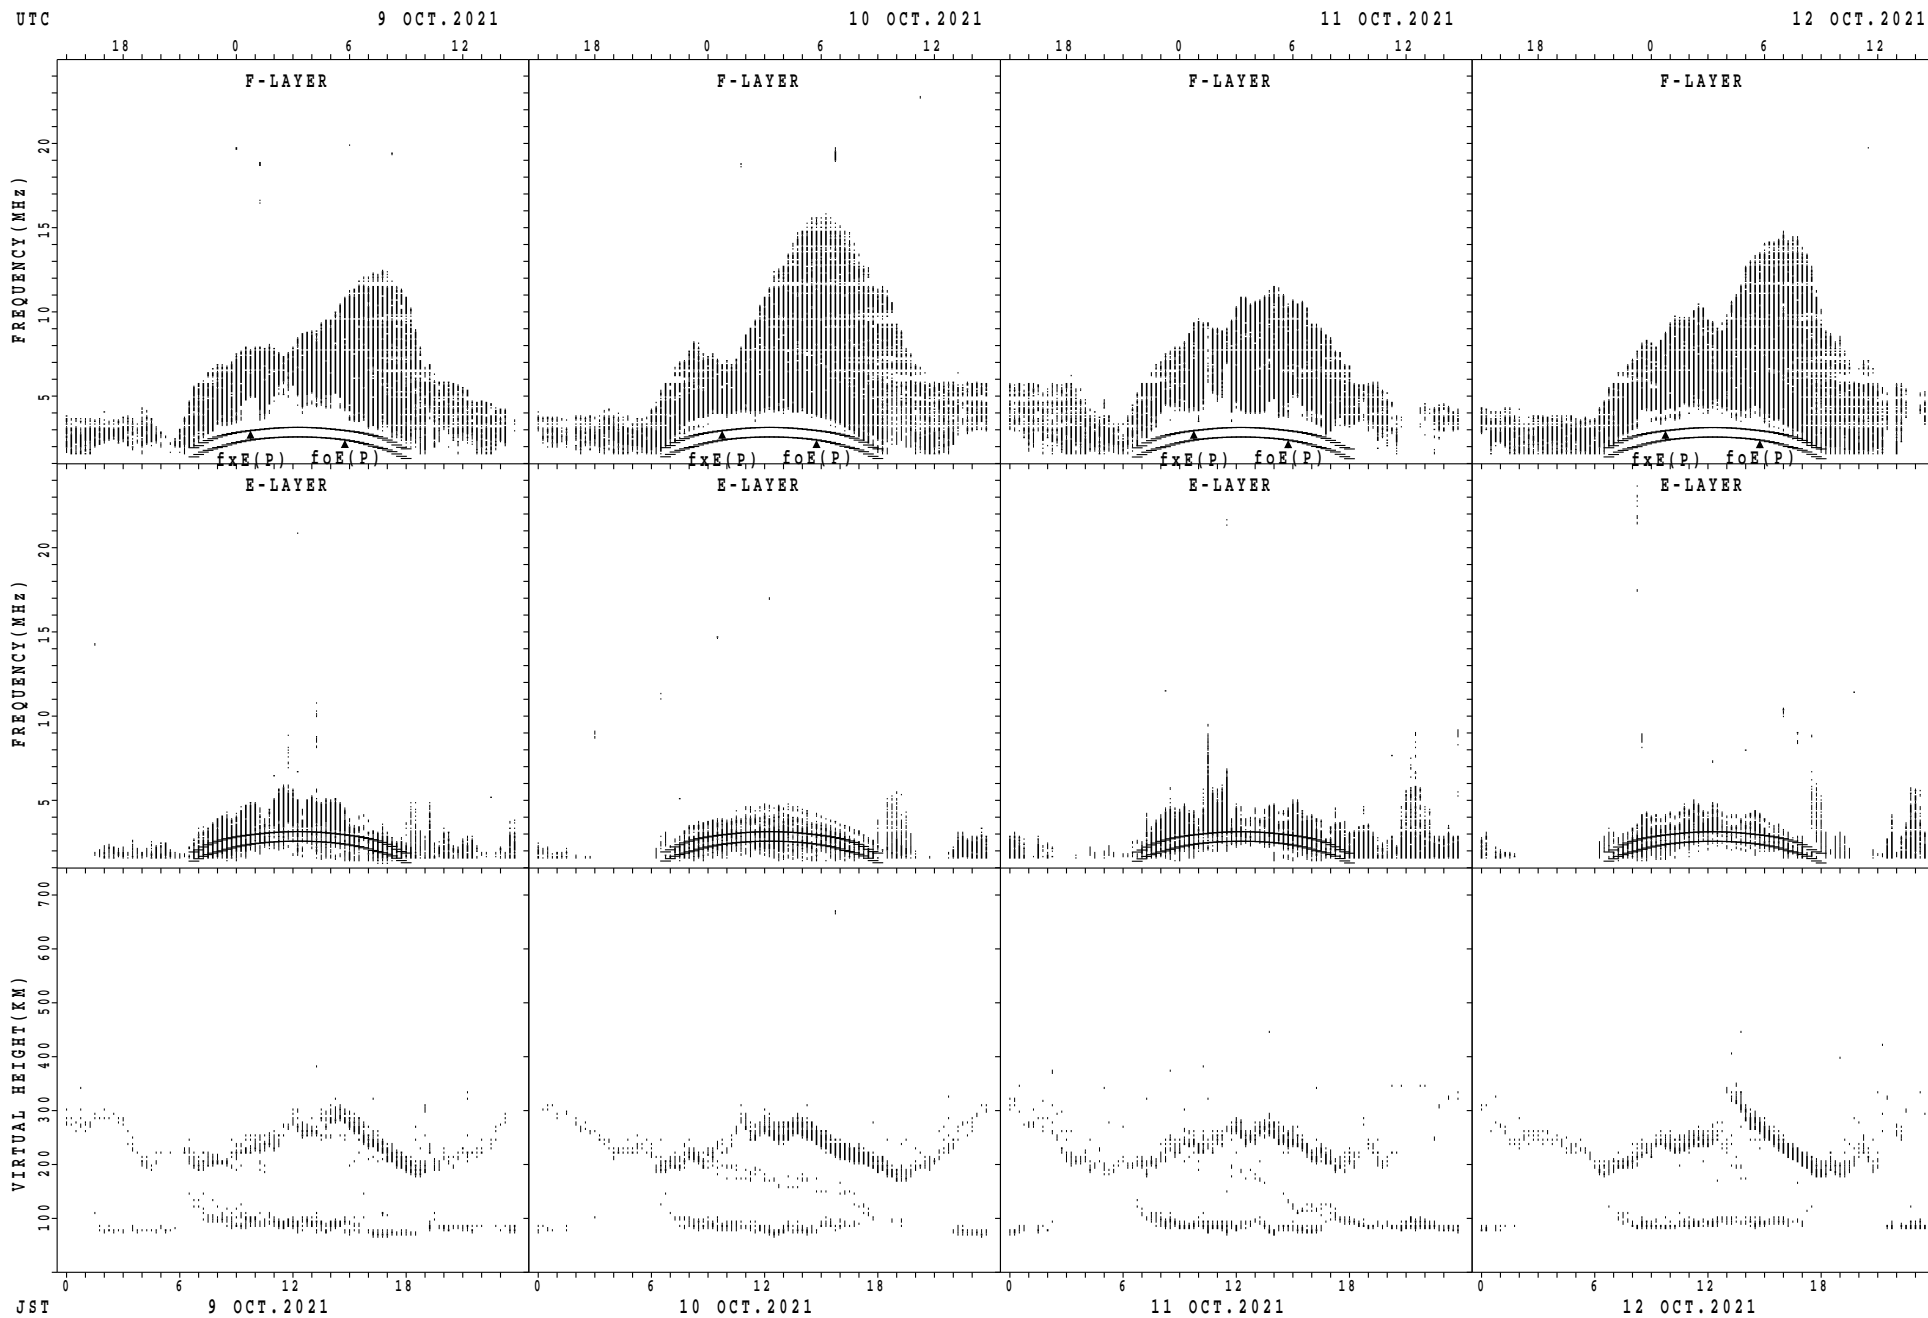 UTC 9 OCT.2021 10 OCT.2021 11 OCT.2021 12 OCT.2021
18 0 6 12 18 0 6 12 18 0 6 12 18 0 6 12
F-LAYER F-LAYER F-LAYER F-LAYER
FREQUENCY(MHz)
20
15
10
5
fxE(P) foE(P) fxE(P) foE(P) fxE(P) foE(P) fxE(P) foE(P)
E-LAYER E-LAYER E-LAYER E-LAYER
FREQUENCY(MHz)
20
15
10
5
VIRTUAL HEIGHT(KM)
700
600
500
400
300
200
100
0 6 12 18 0 6 12 18 0 6 12 18 0 6 12 18
JST 9 OCT.2021 10 OCT.2021 11 OCT.2021 12 OCT.2021